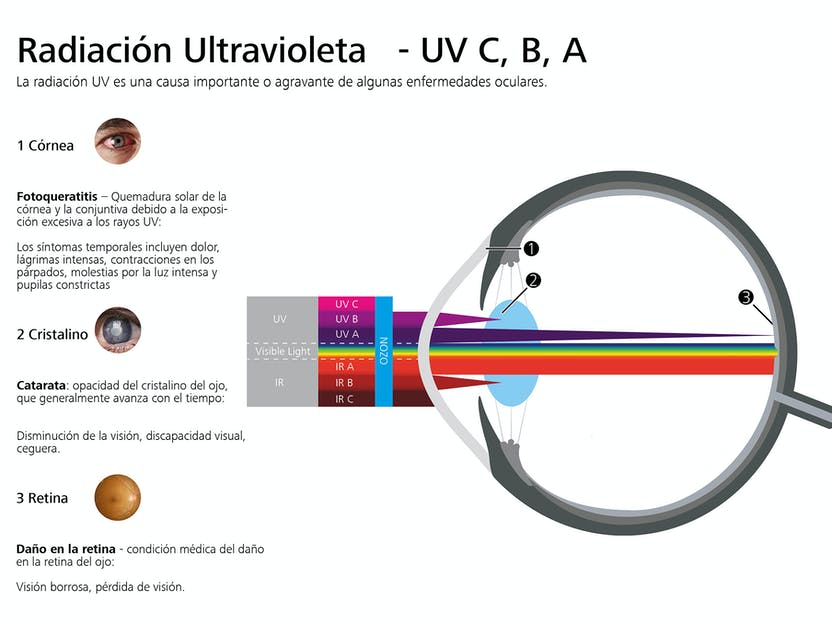 Radiación Ultravioleta - UV C, B, A
La radiación UV es una causa importante o agravante de algunas enfermedades oculares.
1 Córnea
Fotoqueratitis – Quemadura solar de la
córnea y la conjuntiva debido a la exposi-
ción excesiva a los rayos UV:
Los síntomas temporales incluyen dolor,
lágrimas intensas, contracciones en los
párpados, molestias por la luz intensa y
pupilas constrictas
2 Cristalino
Catarata: opacidad del cristalino del ojo,
que generalmente avanza con el tiempo:
Disminución de la visión, discapacidad visual,
ceguera.
3 Retina
Daño en la retina - condición médica del daño
en la retina del ojo:
Visión borrosa, pérdida de visión.
UV
Visible Light
IR
UV C
UV B
UV A
IR A
IR B
IR C
OZON
1
2
3